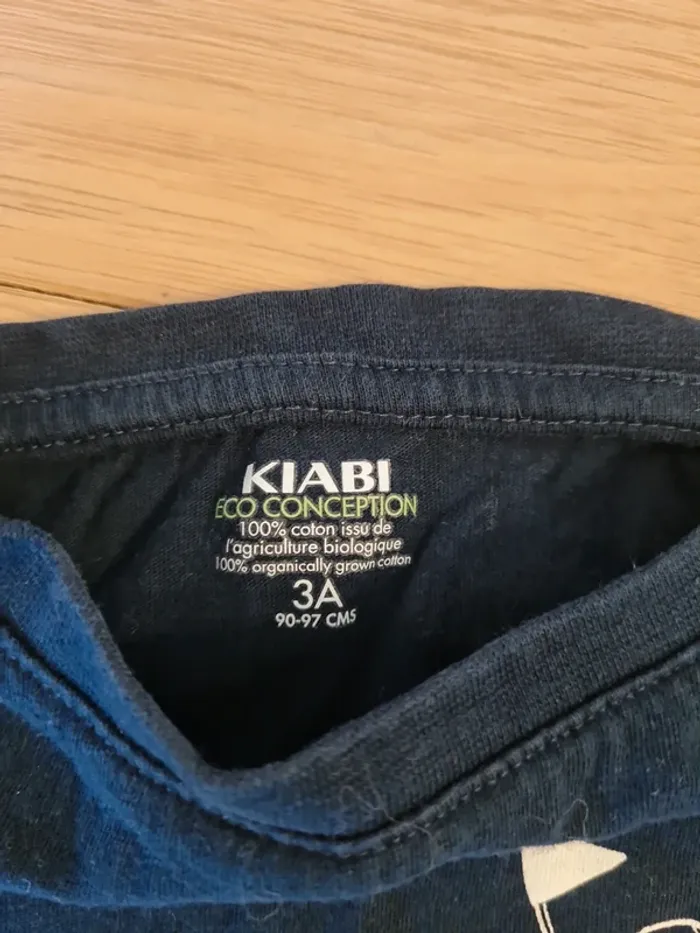 KIABI
ECO CONCEPTION
100% coton issu de
l'agriculture biologique
100% organically grown cotton
3A
90-97 CMS